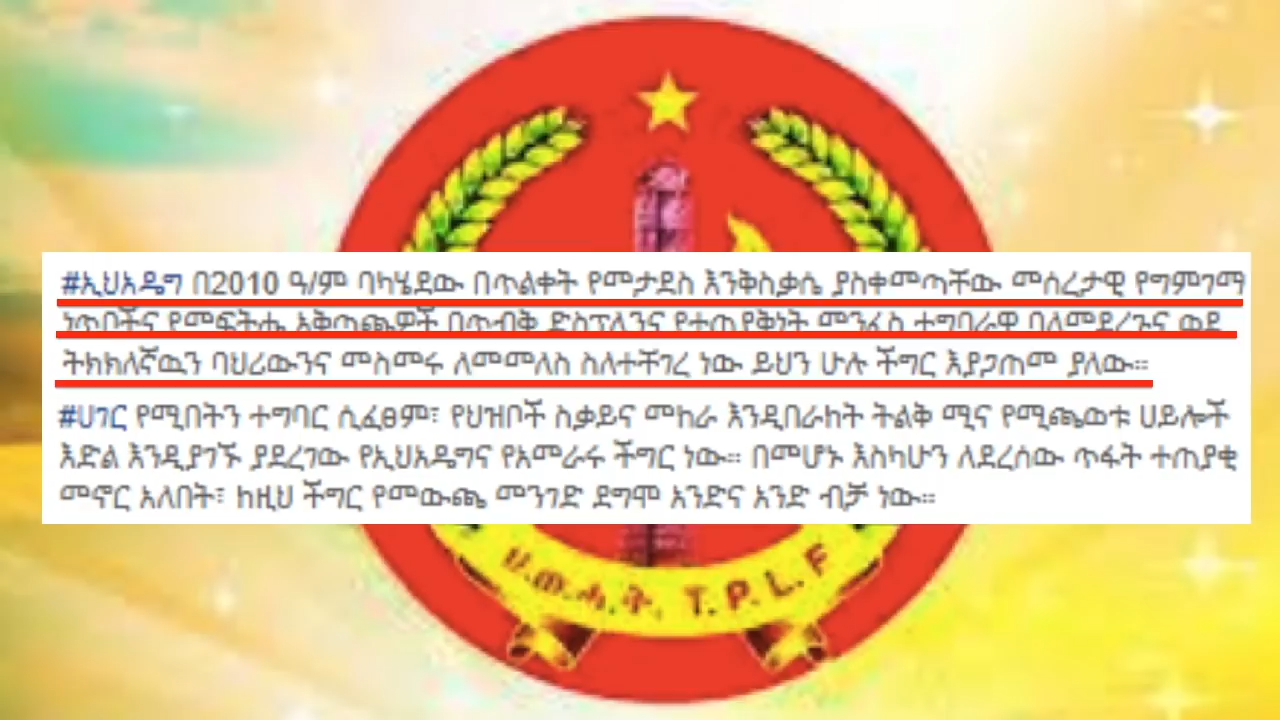 #ኢህአዴግ በ2010 ዓ/ም ባካሄደው በጥልቀት የመታደስ እንቅስቃሴ ያስቀመጣቸው መሰረታዊ የግምገማ
ነጥቦችና የመፍትሔ አቅጣጫዎች በጥብቅ ድስፕሊንና የተጠያቅነት መንፈስ ተግባራዊ ባለመደረጉና ወደ
ትክክለኛዉን ባህሪውንና መስመሩ ለመመለስ ስለተቸገረ ነው ይህን ሁሉ ችግር እያጋጠመ ያለው።
#ሀገር የሚበትን ተግባር ሲፈፀም፣ የህዝቦች ስቃይና መከራ እንዲበራከት ትልቅ ሚና የሚጫወቱ ሀይሎች
እድል እንዲያገኙ ያደረገው የኢህአዴግና የአመራሩ ችግር ነው። በመሆኑ እስካሁን ለደረሰው ጥፋት ተጠያቂ
መኖር አለበት፣ ከዚህ ችግር የመውጫ መንገድ ደግሞ አንድና አንድ ብቻ ነው።
ህ.ወ.ሓ.ት. T.P.L.F